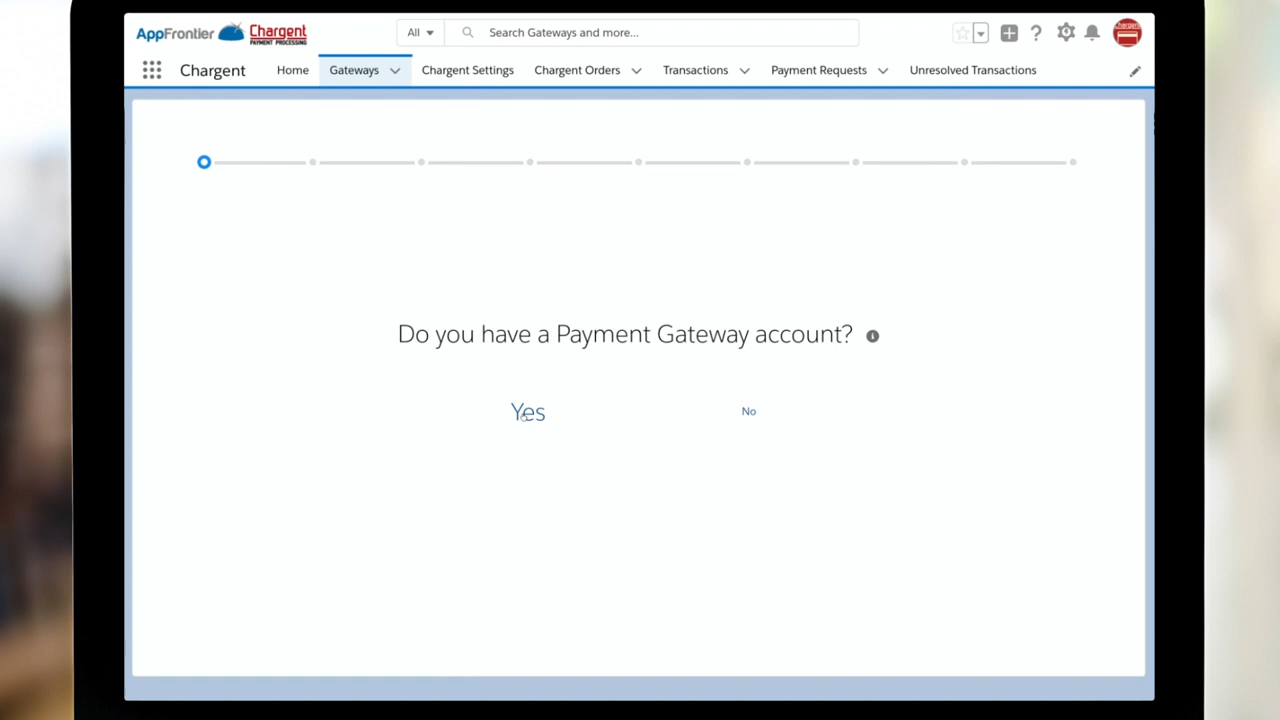 AppFrontier Chargent
PAYMENT PROCESSING
All Search Gateways and more...
Chargent Home Gateways Chargent Settings Chargent Orders Transactions Payment Requests Unresolved Transactions
Do you have a Payment Gateway account?
Yes No